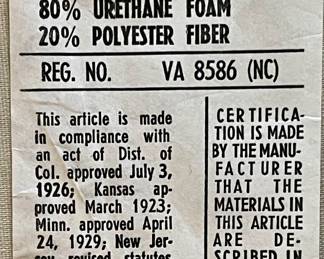 80% URETHANE FOAM
20% POLYESTER FIBER
REG. NO. VA 8586 (NC)
This article is made
in compliance with
an act of Dist. of
Col. approved July 3,
1926; Kansas ap-
proved March 1923;
Minn. approved April
24, 1929; New Jer-
sey revised statutes
CERTIFICA-
TION IS MADE
BY THE MANU-
FACTURER
THAT THE
MATERIALS IN
THIS ARTICLE
ARE DE-
SCRIBED IN